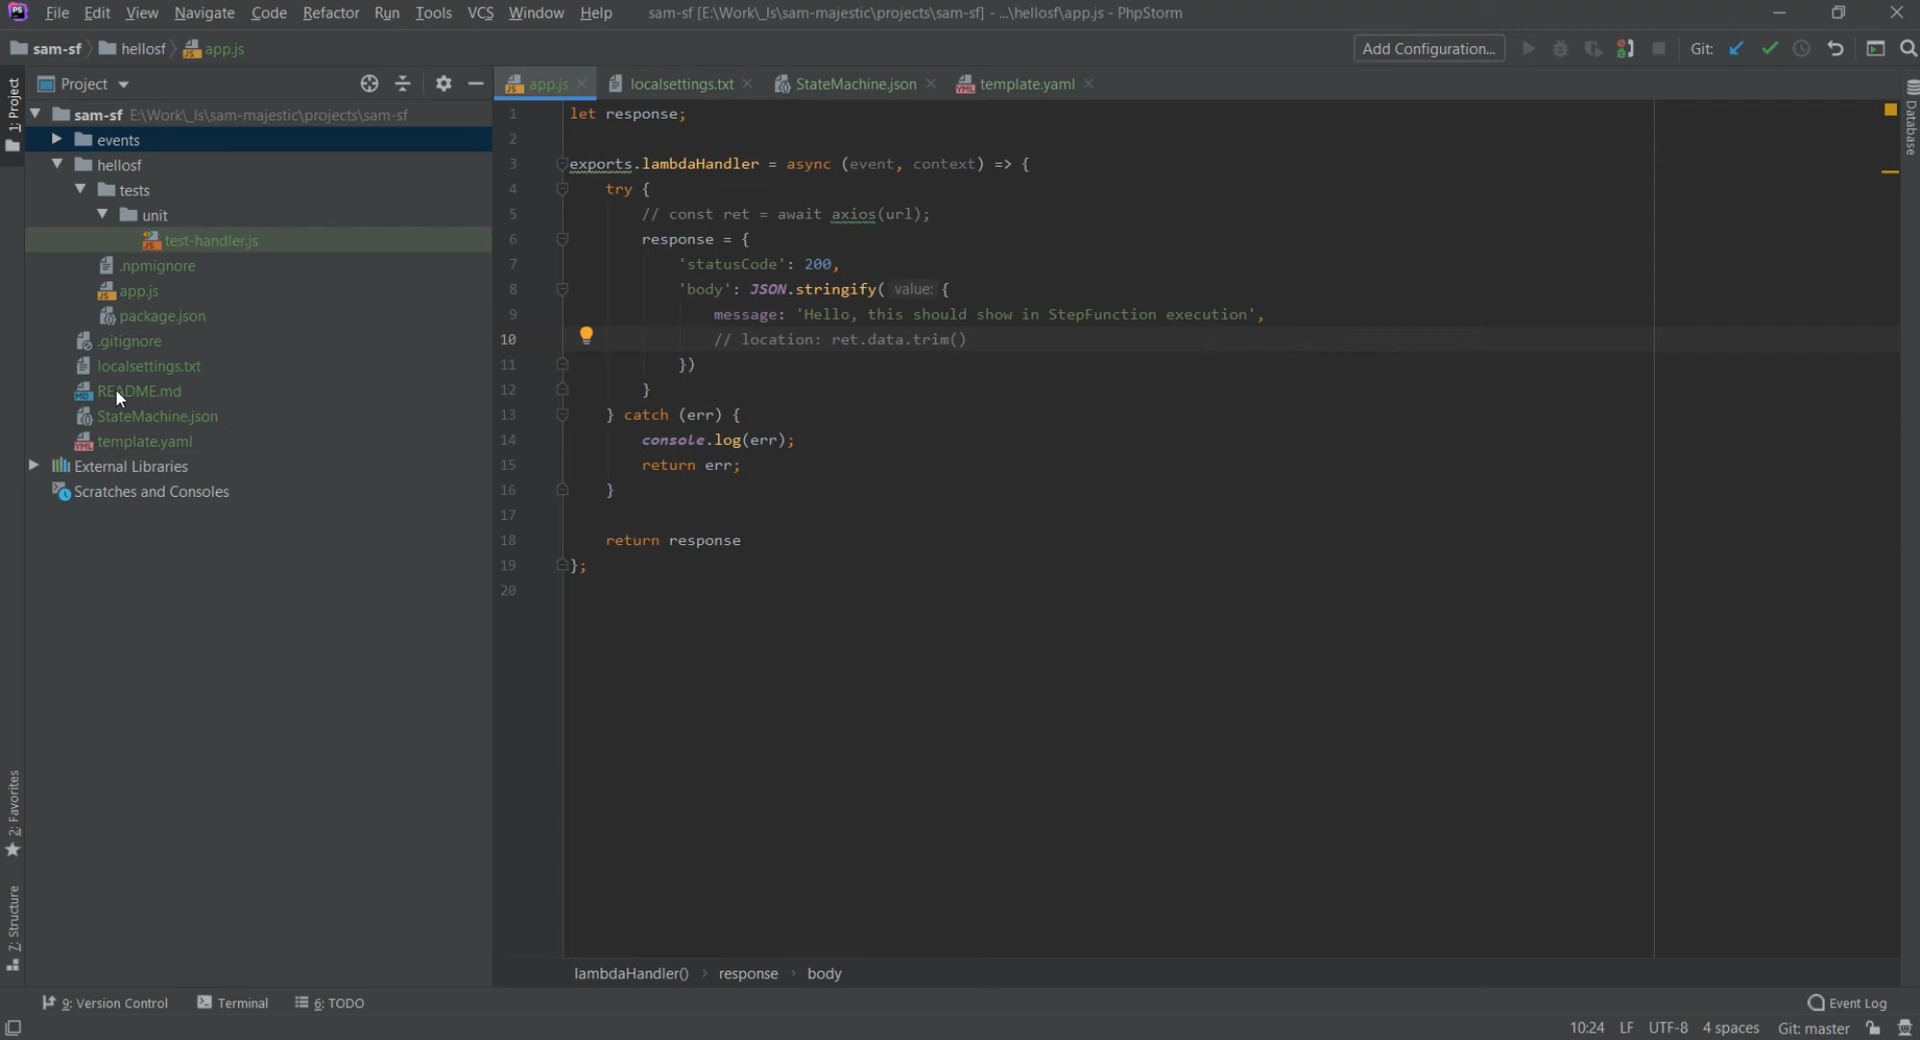 PS File Edit View Navigate Code Refactor Run Tools VCS Window Help sam-sf [E:\Work\_ls\sam-majestic\projects\sam-sf] - ...\hellosf\app.js - PhpStorm
sam-sf hellosf app.js Add Configuration... Git:
1: Project
Project
app.js localsettings.txt StateMachine.json template.yaml
Database
sam-sf E:\Work\_ls\sam-majestic\projects\sam-sf
events
hellosf
tests
unit
test-handler.js
.npmignore
app.js
package.json
.gitignore
localsettings.txt
README.md
StateMachine.json
template.yaml
External Libraries
Scratches and Consoles
1 let response;
2
3 exports.lambdaHandler = async (event, context) => {
4 try {
5 // const ret = await axios(url);
6 response = {
7 'statusCode': 200,
8 'body': JSON.stringify( value: {
9 message: 'Hello, this should show in StepFunction execution',
10 // location: ret.data.trim()
11 })
12 }
13 } catch (err) {
14 console.log(err);
15 return err;
16 }
17
18 return response
19 };
20
2: Favorites
7: Structure
lambdaHandler() › response › body
9: Version Control Terminal 6: TODO Event Log
10:24 LF UTF-8 4 spaces Git: master